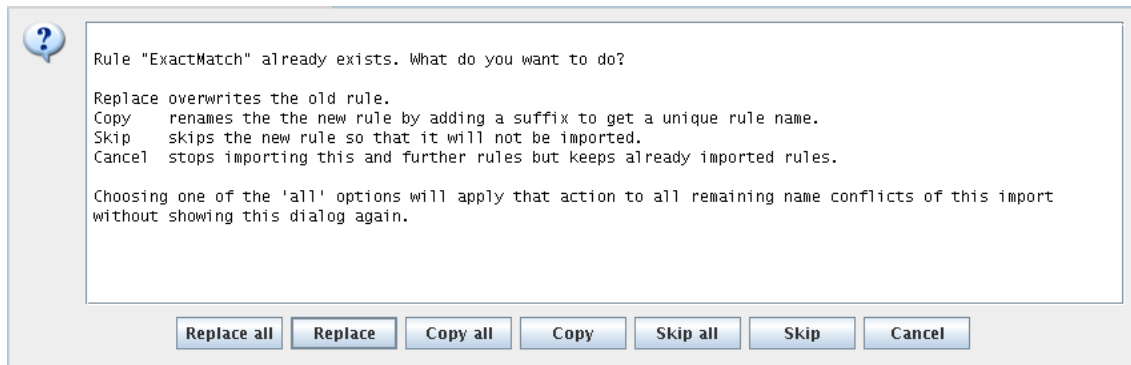 Rule "ExactMatch" already exists. What do you want to do?
Replace overwrites the old rule.
Copy    renames the the new rule by adding a suffix to get a unique rule name.
Skip    skips the new rule so that it will not be imported.
Cancel  stops importing this and further rules but keeps already imported rules.
Choosing one of the 'all' options will apply that action to all remaining name conflicts of this import
without showing this dialog again.
Replace all Replace Copy all Copy Skip all Skip Cancel